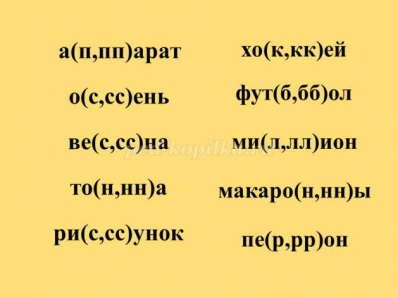 а(п,пп)арат
о(с,сс)ень
ве(с,сс)на
то(н,нн)а
ри(с,сс)унок
хо(к,кк)ей
фут(б,бб)ол
ми(л,лл)ион
макаро(н,нн)ы
пе(р,рр)он